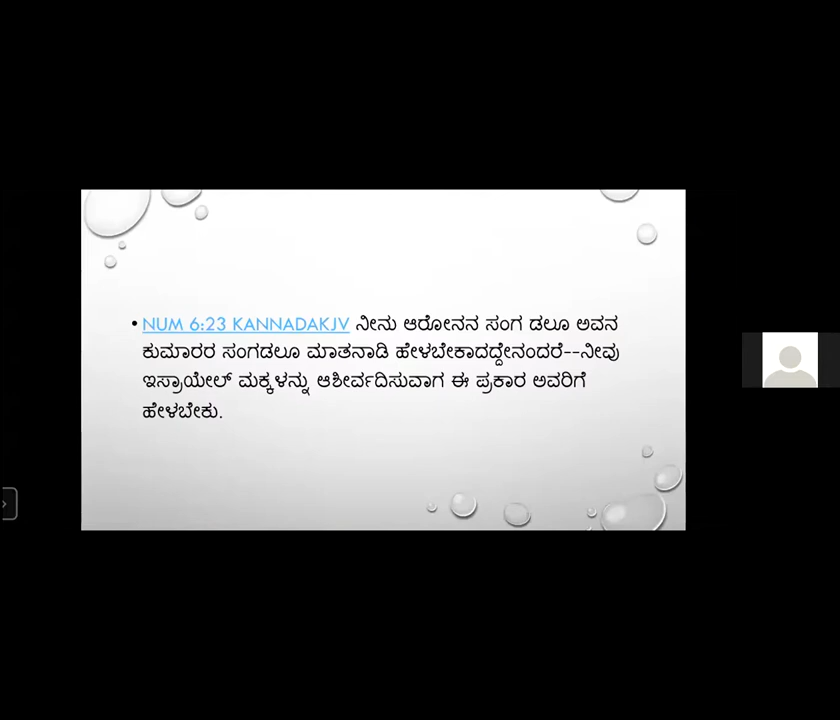 • NUM 6:23 KANNADAKJV ನೀನು ಆರೋನನ ಸಂಗ ಡಲೂ ಅವನ
ಕುಮಾರರ ಸಂಗಡಲೂ ಮಾತನಾಡಿ ಹೇಳಬೇಕಾದದ್ದೇನಂದರೆ--ನೀವು
ಇಸ್ರಾಯೇಲ್ ಮಕ್ಕಳನ್ನು ಆಶೀರ್ವದಿಸುವಾಗ ಈ ಪ್ರಕಾರ ಅವರಿಗೆ
ಹೇಳಬೇಕು.